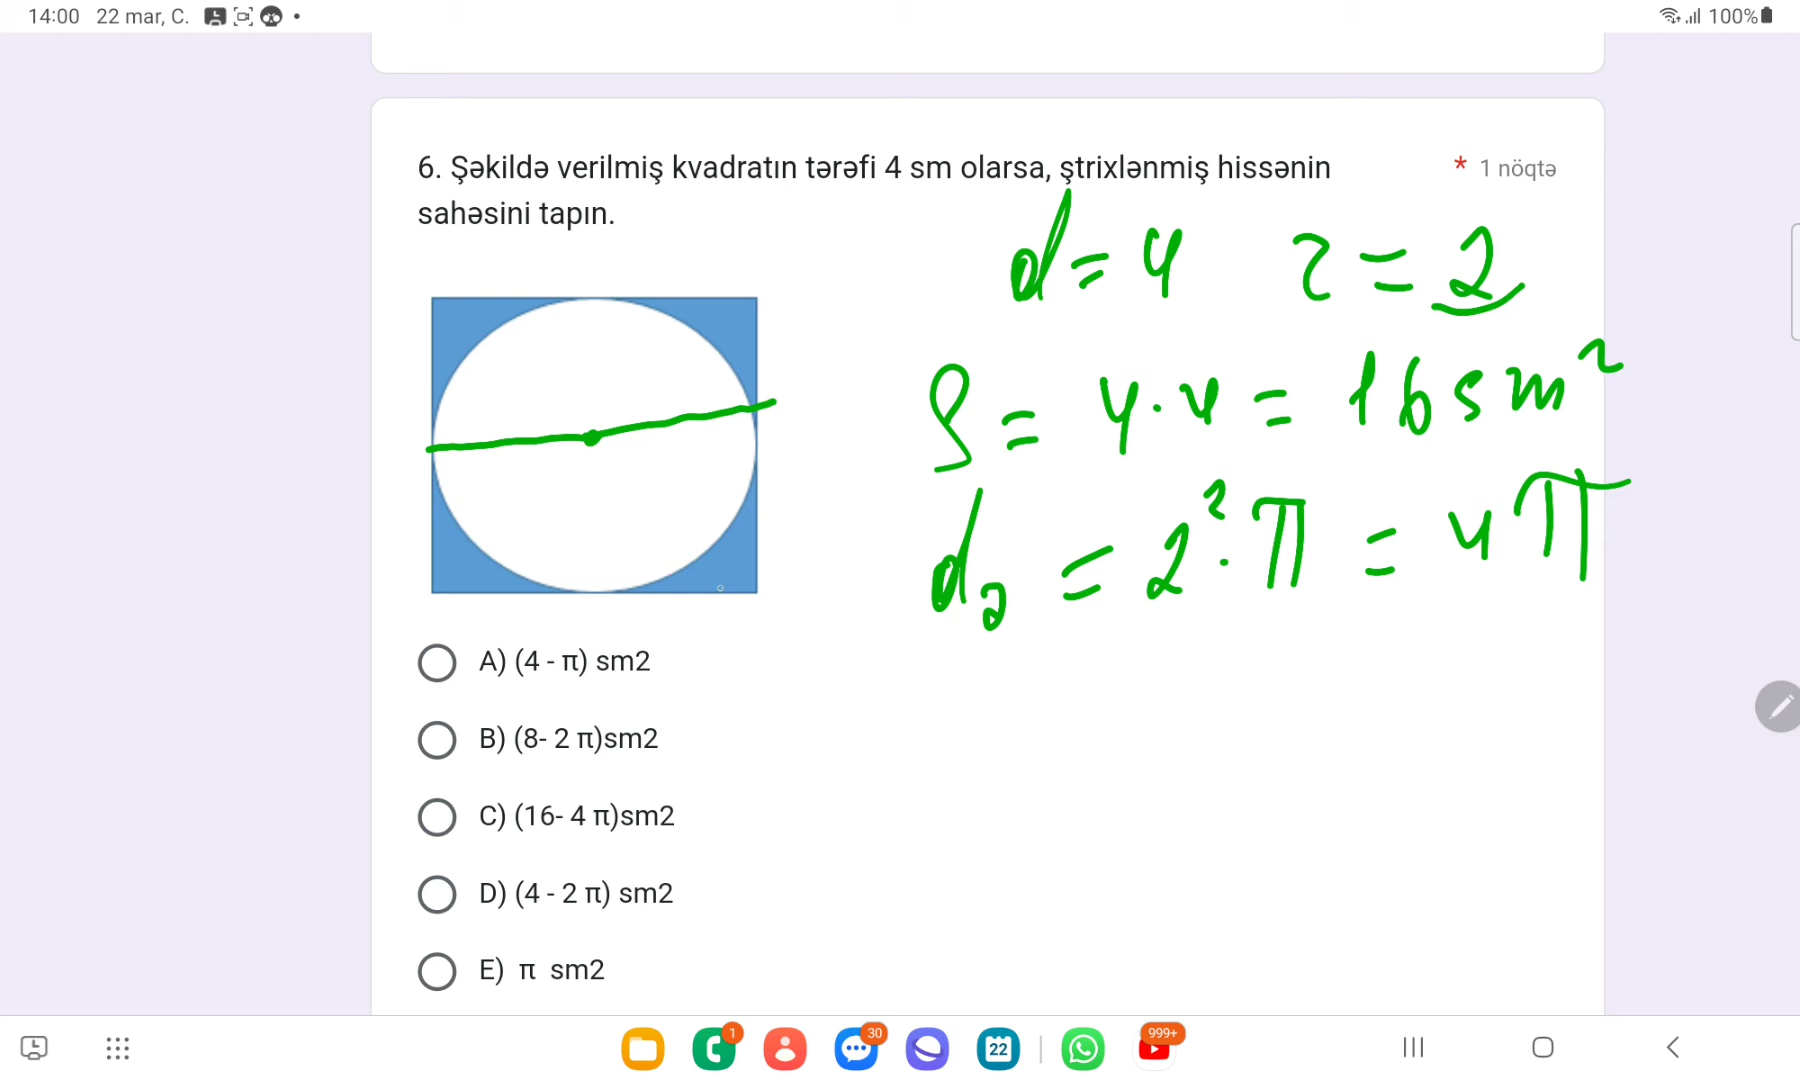 14:00 22 mar, C. 100%
6. Şəkildə verilmiş kvadratın tərəfi 4 sm olarsa, ştrixlənmiş hissənin
sahəsini tapın.
* 1 nöqtə
d = 4 r = 2
S = 4 · 4 = 16 sm²
= 2² · π = 4π
A) (4 - π) sm2
B) (8- 2 π)sm2
C) (16- 4 π)sm2
D) (4 - 2 π) sm2
E) π sm2
1
30
22
999+